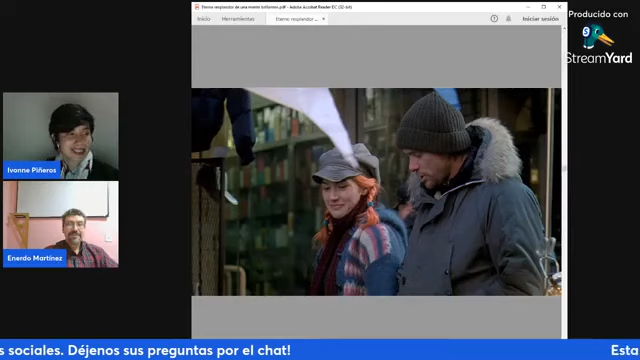 Eterno resplandor de una mente sin recuerdos.pdf - Adobe Acrobat Reader DC (32-bit)
Inicio
Herramientas
Eterno resplandor ...
Iniciar sesión
Producido con
StreamYard
Ivonne Piñeros
Enerdo Martínez
s sociales. Déjenos sus preguntas por el chat!
Esta